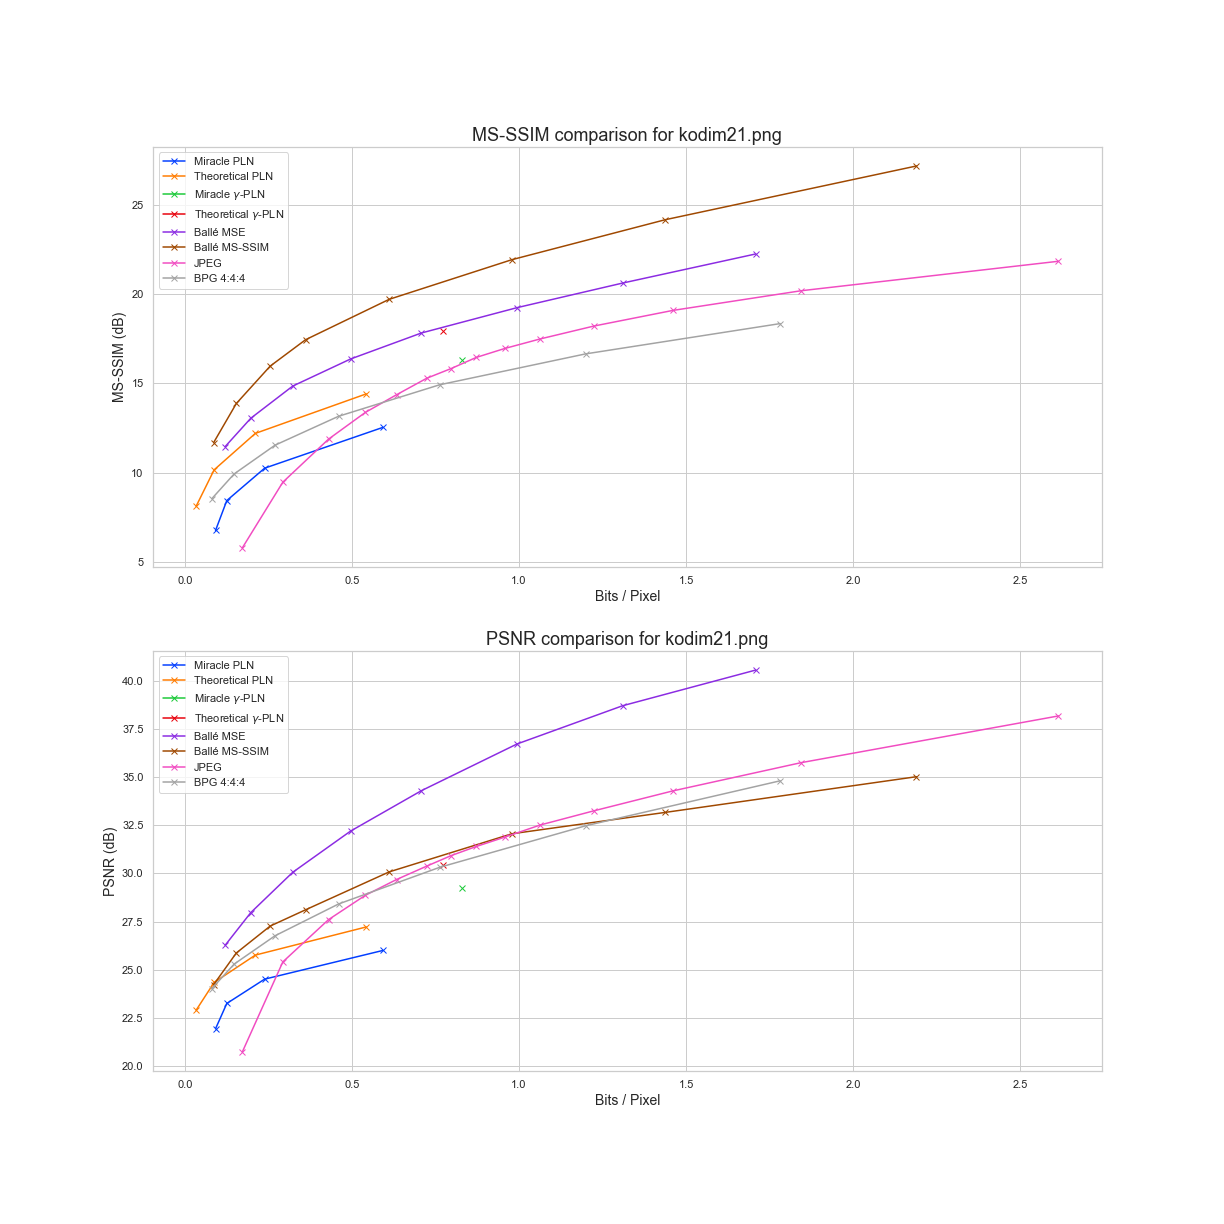 MS-SSIM comparison for kodim21.png
Miracle PLN
Theoretical PLN
Miracle γ-PLN
Theoretical γ-PLN
Ballé MSE
Ballé MS-SSIM
JPEG
BPG 4:4:4
MS-SSIM (dB)
25
20
15
10
5
0.0 0.5 1.0 1.5 2.0 2.5
Bits / Pixel
PSNR comparison for kodim21.png
Miracle PLN
Theoretical PLN
Miracle γ-PLN
Theoretical γ-PLN
Ballé MSE
Ballé MS-SSIM
JPEG
BPG 4:4:4
PSNR (dB)
40.0
37.5
35.0
32.5
30.0
27.5
25.0
22.5
20.0
0.0 0.5 1.0 1.5 2.0 2.5
Bits / Pixel